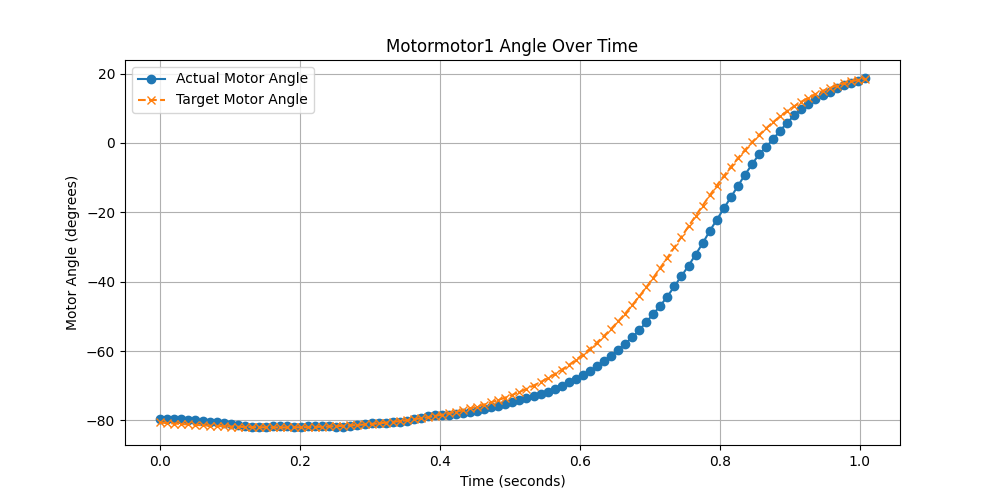 Motormotor1 Angle Over Time
Actual Motor Angle
Target Motor Angle
Motor Angle (degrees)
20
0
−20
−40
−60
−80
0.0 0.2 0.4 0.6 0.8 1.0
Time (seconds)